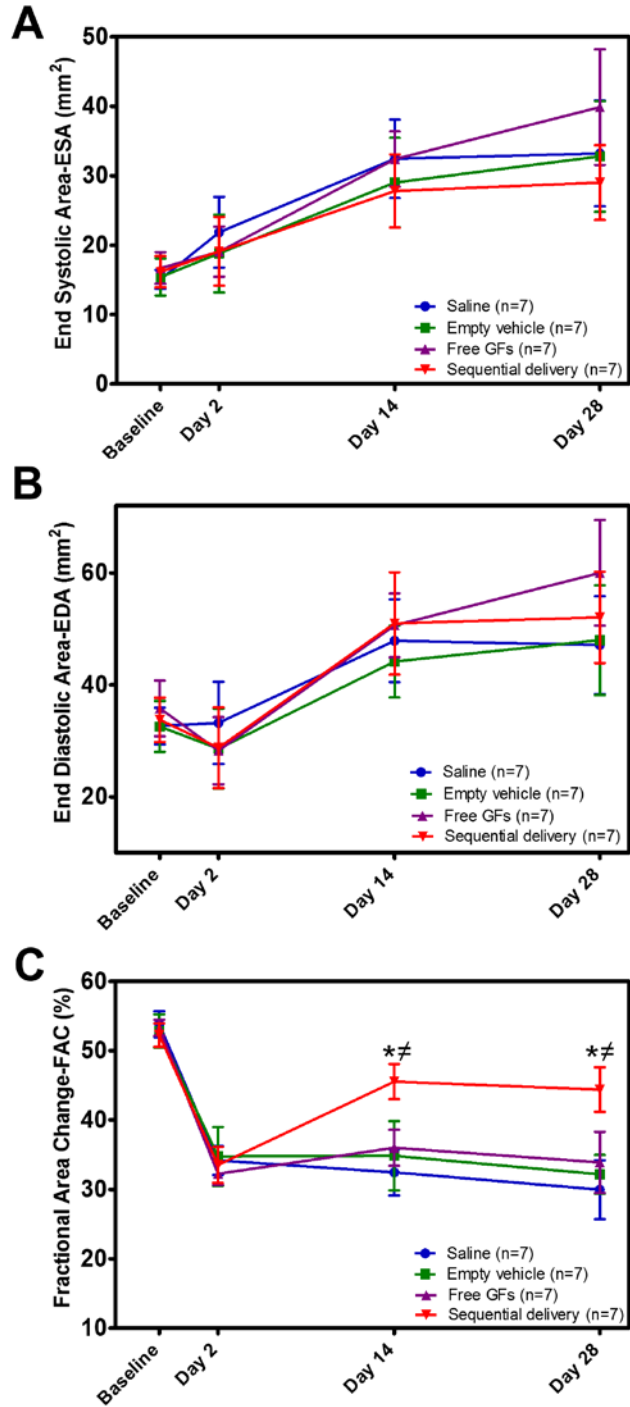 A
End Systolic Area-ESA (mm²)
50
40
30
20
10
0
Saline (n=7)
Empty vehicle (n=7)
Free GFs (n=7)
Sequential delivery (n=7)
Baseline
Day 2
Day 14
Day 28
B
End Diastolic Area-EDA (mm²)
60
40
20
Saline (n=7)
Empty vehicle (n=7)
Free GFs (n=7)
Sequential delivery (n=7)
Baseline
Day 2
Day 14
Day 28
C
Fractional Area Change-FAC (%)
60
50
40
30
20
10
*≠
*≠
Saline (n=7)
Empty vehicle (n=7)
Free GFs (n=7)
Sequential delivery (n=7)
Baseline
Day 2
Day 14
Day 28